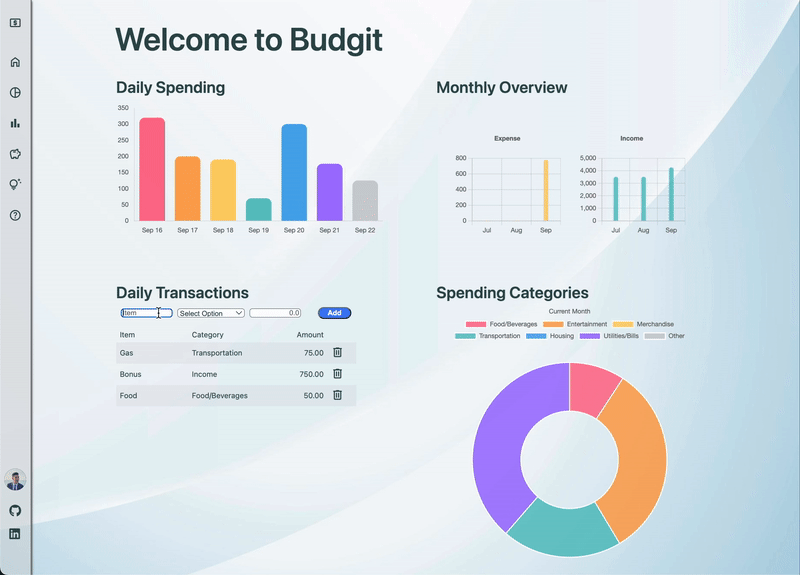 Welcome to Budgit
Daily Spending
350
300
250
200
150
100
50
0
Sep 16 Sep 17 Sep 18 Sep 19 Sep 20 Sep 21 Sep 22
Monthly Overview
Expense
800
600
400
200
0
Jul Aug Sep
Income
5,000
4,000
3,000
2,000
1,000
0
Jul Aug Sep
Daily Transactions
Item Select Option 0.0 Add
Item Category Amount
Gas Transportation 75.00
Bonus Income 750.00
Food Food/Beverages 50.00
Spending Categories
Current Month
Food/Beverages Entertainment Merchandise
Transportation Housing Utilities/Bills Other